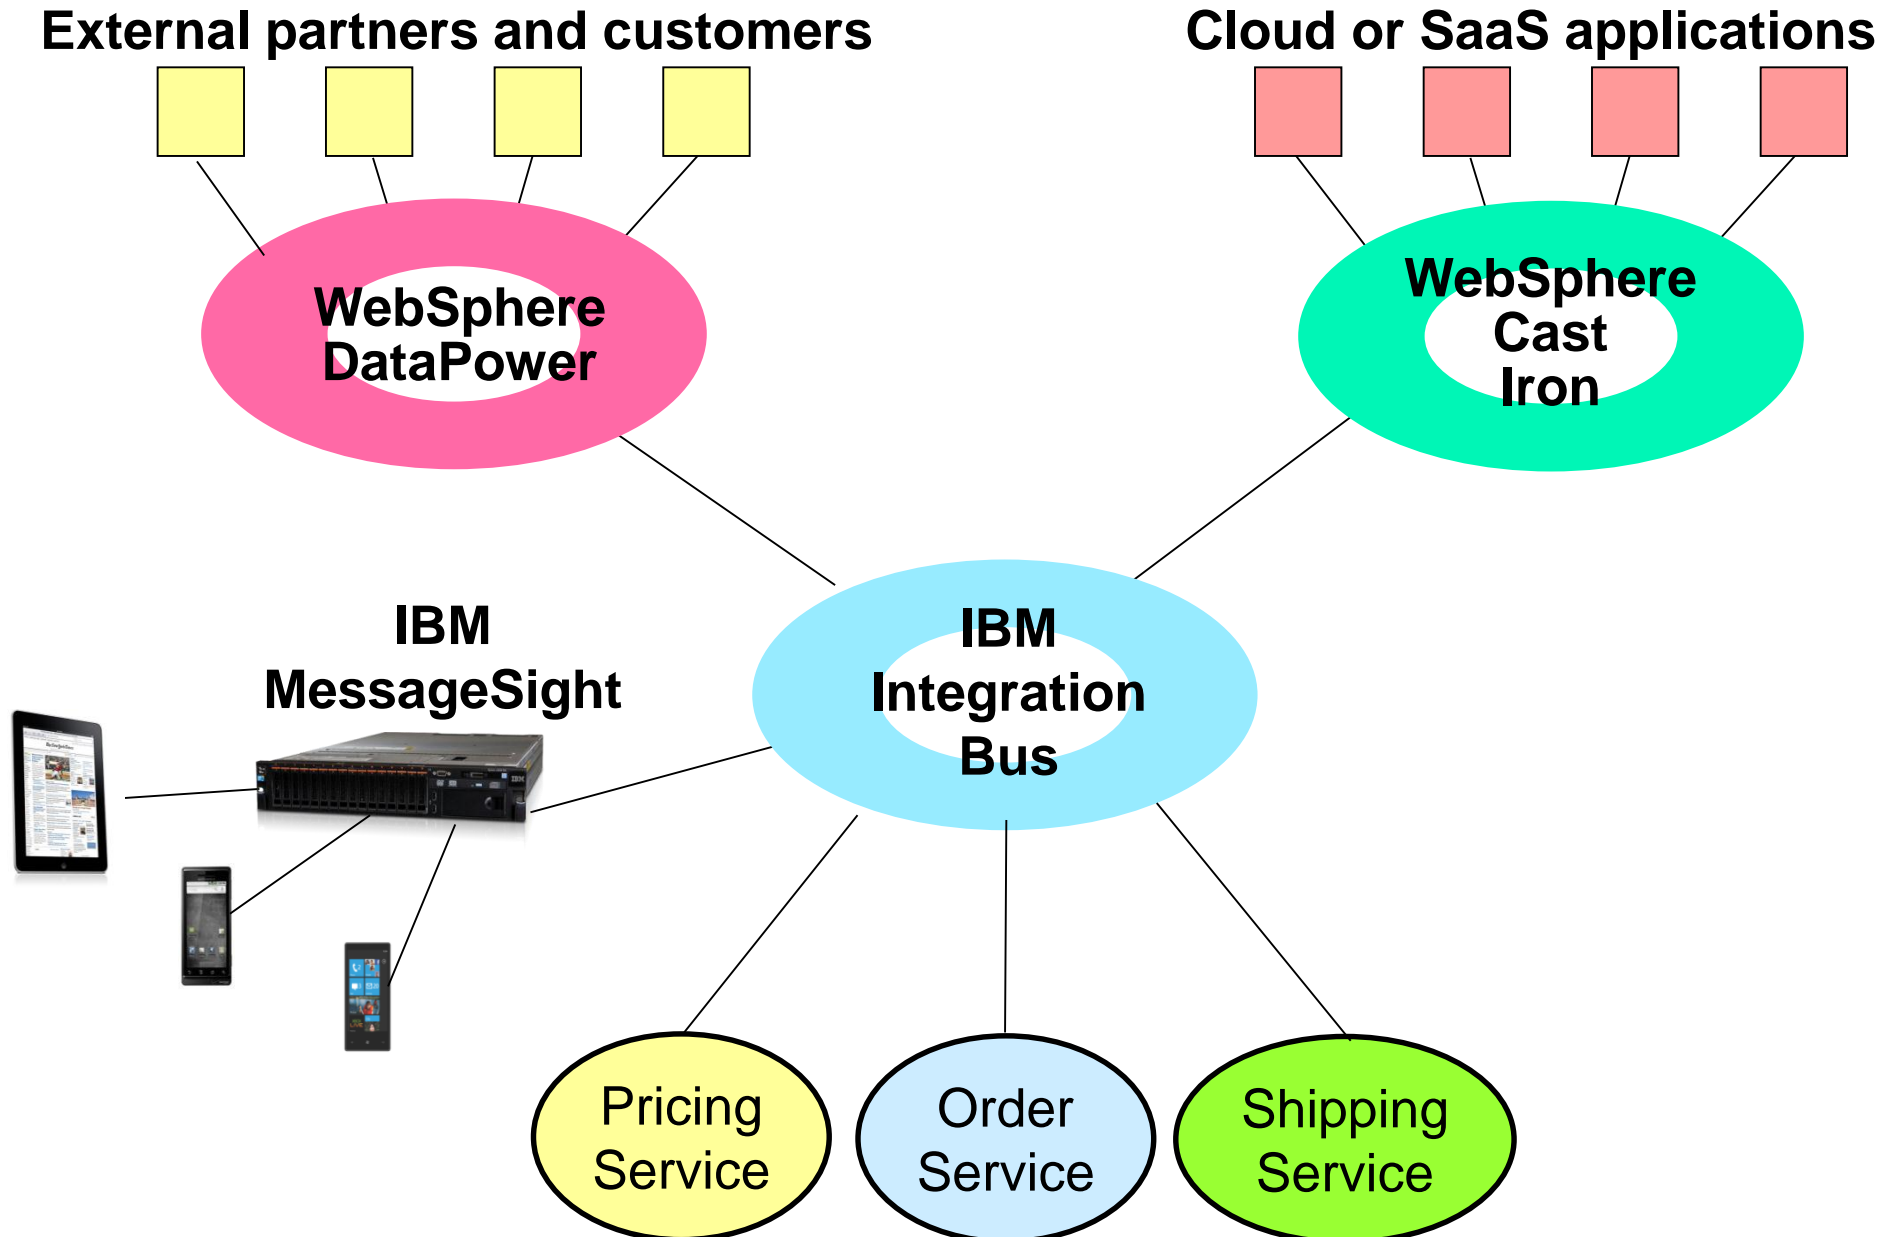 External partners and customers
Cloud or SaaS applications
WebSphere
DataPower
WebSphere
Cast
Iron
IBM
MessageSight
IBM
Integration
Bus
IBM
Pricing
Service
Order
Service
Shipping
Service